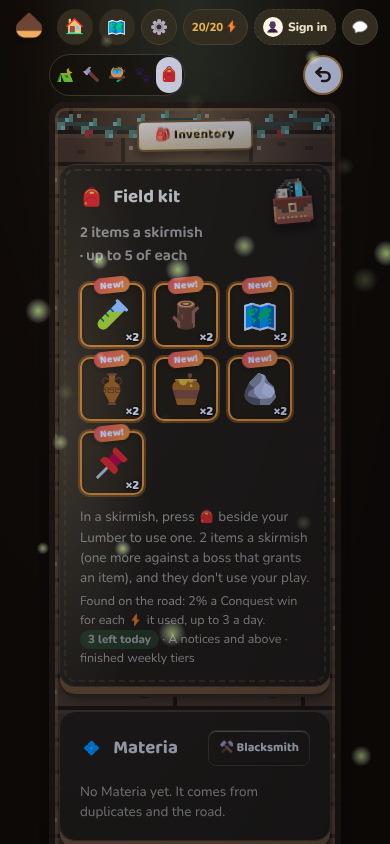 20/20
Sign in
Inventory
Field kit
2 items a skirmish
· up to 5 of each
New! New! New!
×2 ×2 ×2
New! New! New!
×2 ×2 ×2
New!
×2
In a skirmish, press beside your
Lumber to use one. 2 items a skirmish
(one more against a boss that grants
an item), and they don't use your play.
Found on the road: 2% a Conquest win
for each it used, up to 3 a day.
3 left today · A notices and above ·
finished weekly tiers
Materia
Blacksmith
No Materia yet. It comes from
duplicates and the road.